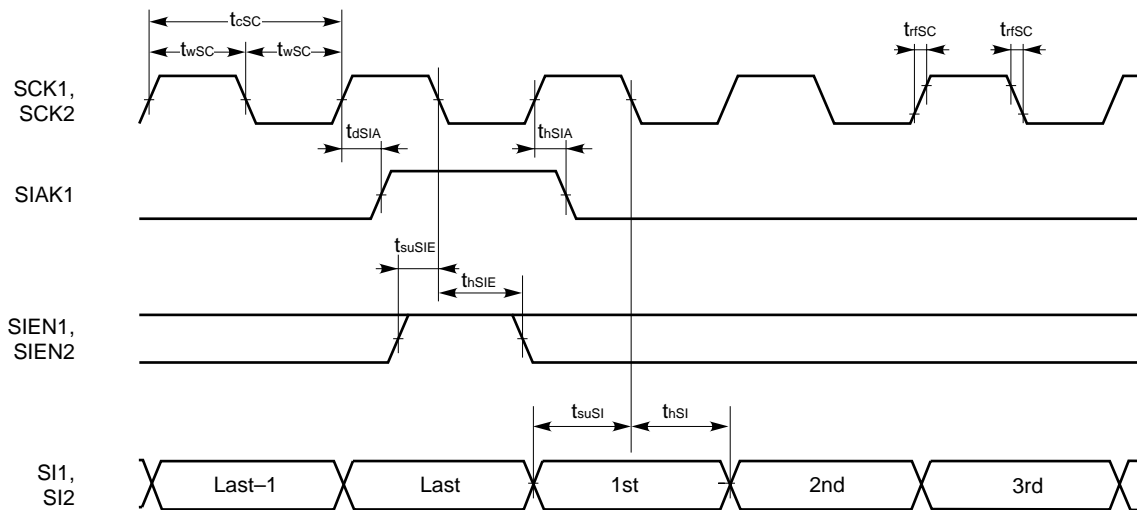 tcSC
twSC twSC trfSC trfSC
SCK1,
SCK2
tdSIA thSIA
SIAK1
tsuSIE
thSIE
SIEN1,
SIEN2
tsuSI thSI
SI1,
SI2
Last–1 Last 1st 2nd 3rd